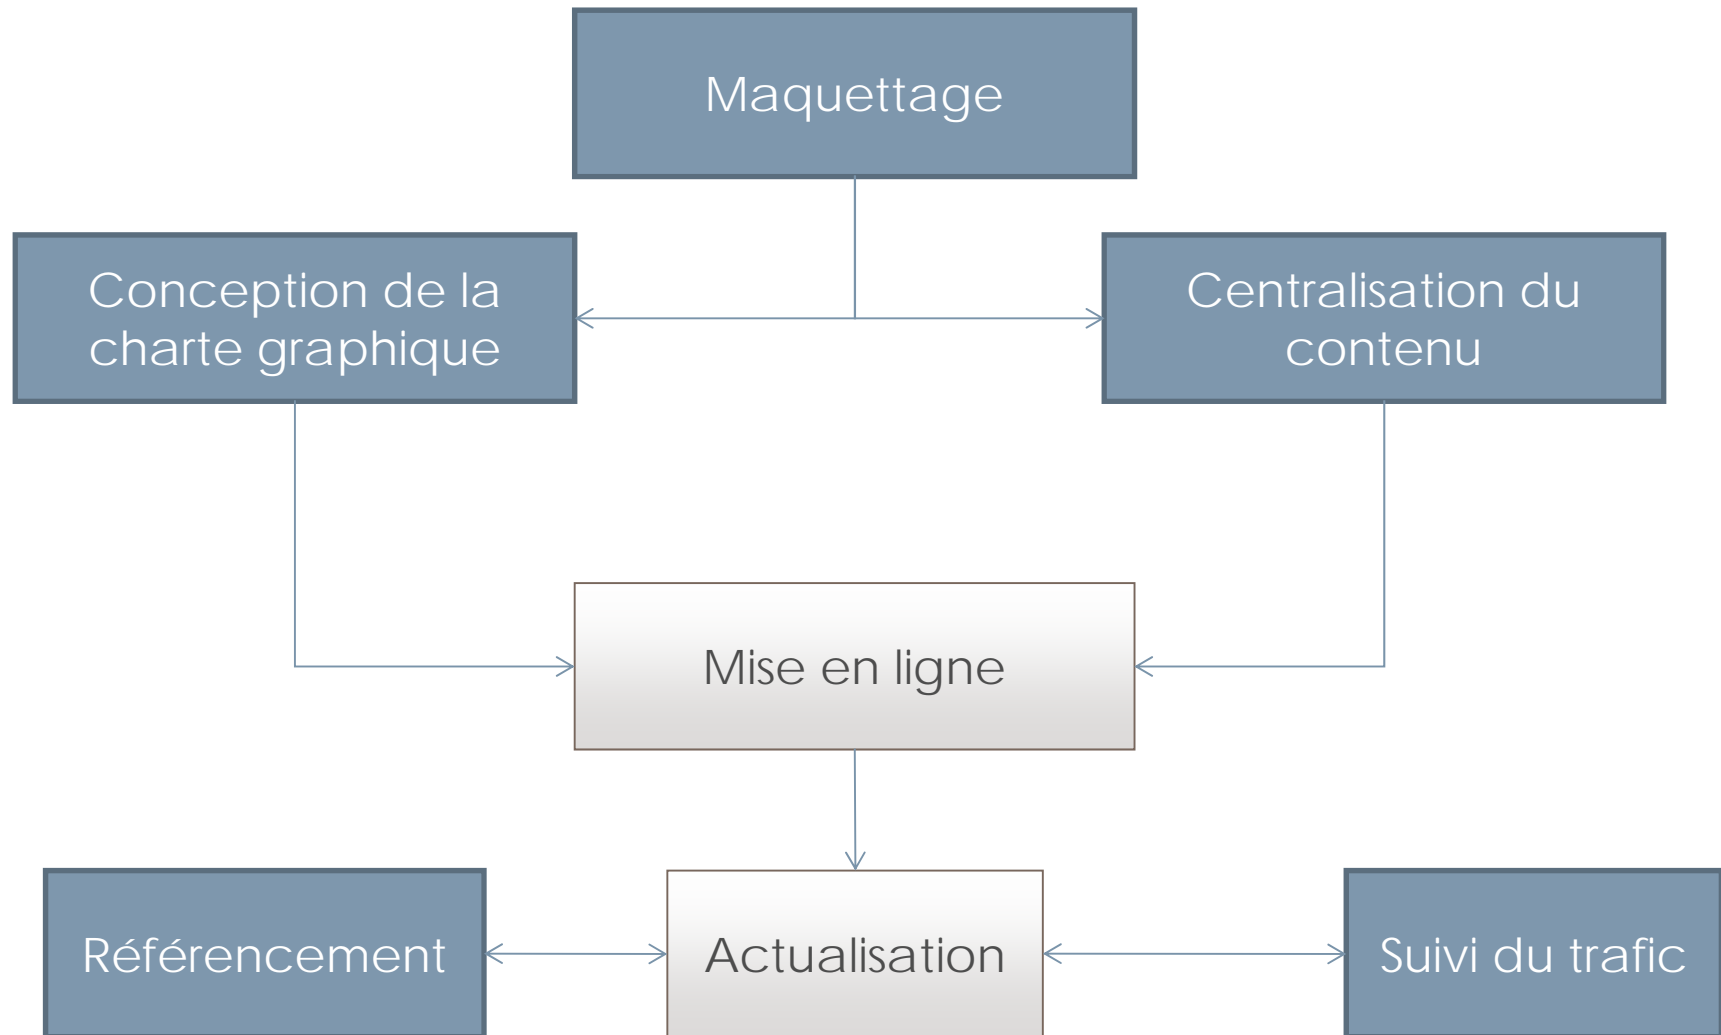 Maquettage
Conception de la
charte graphique
Centralisation du
contenu
Mise en ligne
Référencement
Actualisation
Suivi du trafic